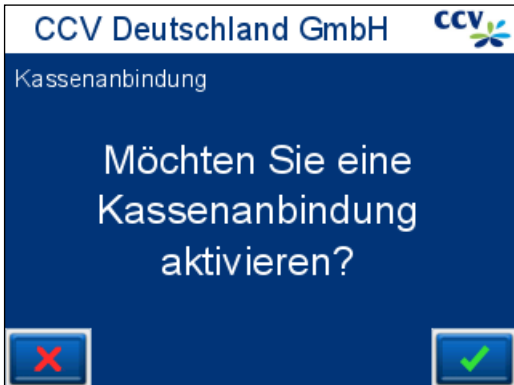 CCV Deutschland GmbH
CCV
Kassenanbindung
Möchten Sie eine
Kassenanbindung
aktivieren?